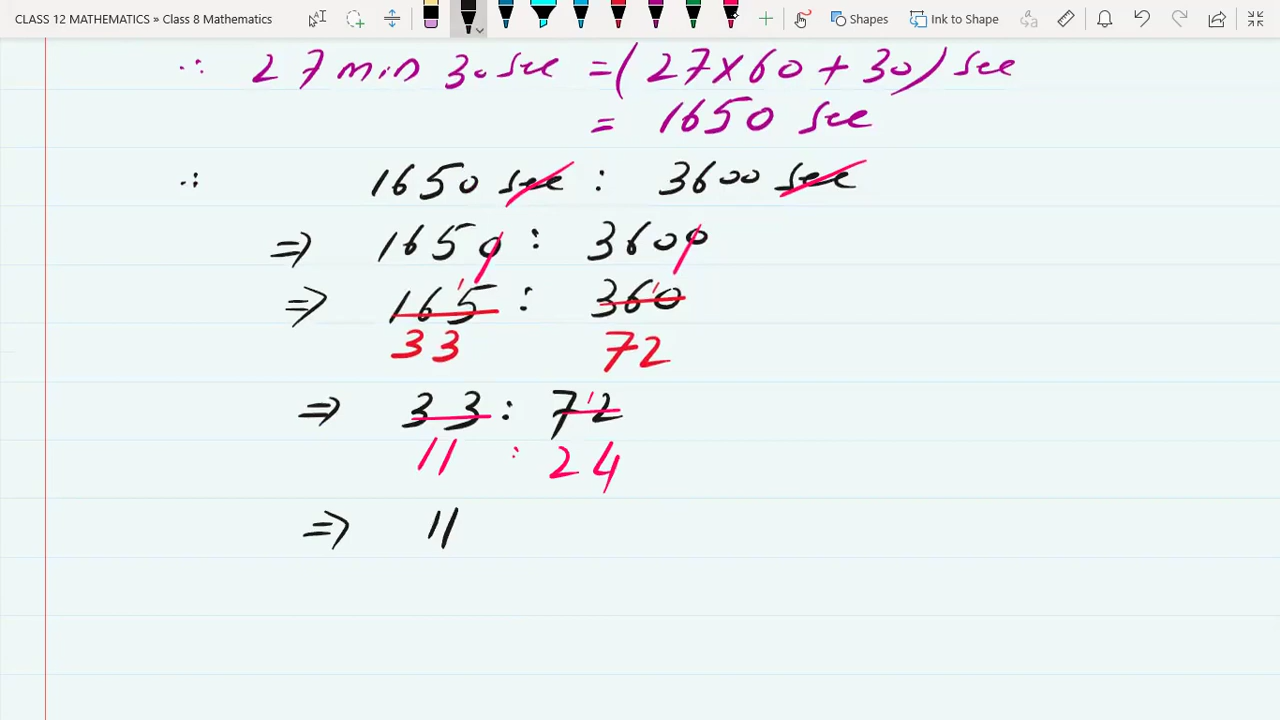 CLASS 12 MATHEMATICS » Class 8 Mathematics Shapes Ink to Shape
∴ 27 min 30 sec = (27×60 + 30) sec
= 1650 sec
∴ 1650 sec : 3600 sec
⇒ 1650 : 3600
⇒ 165 : 360
33 72
⇒ 33 : 72
11 : 24
⇒ 11